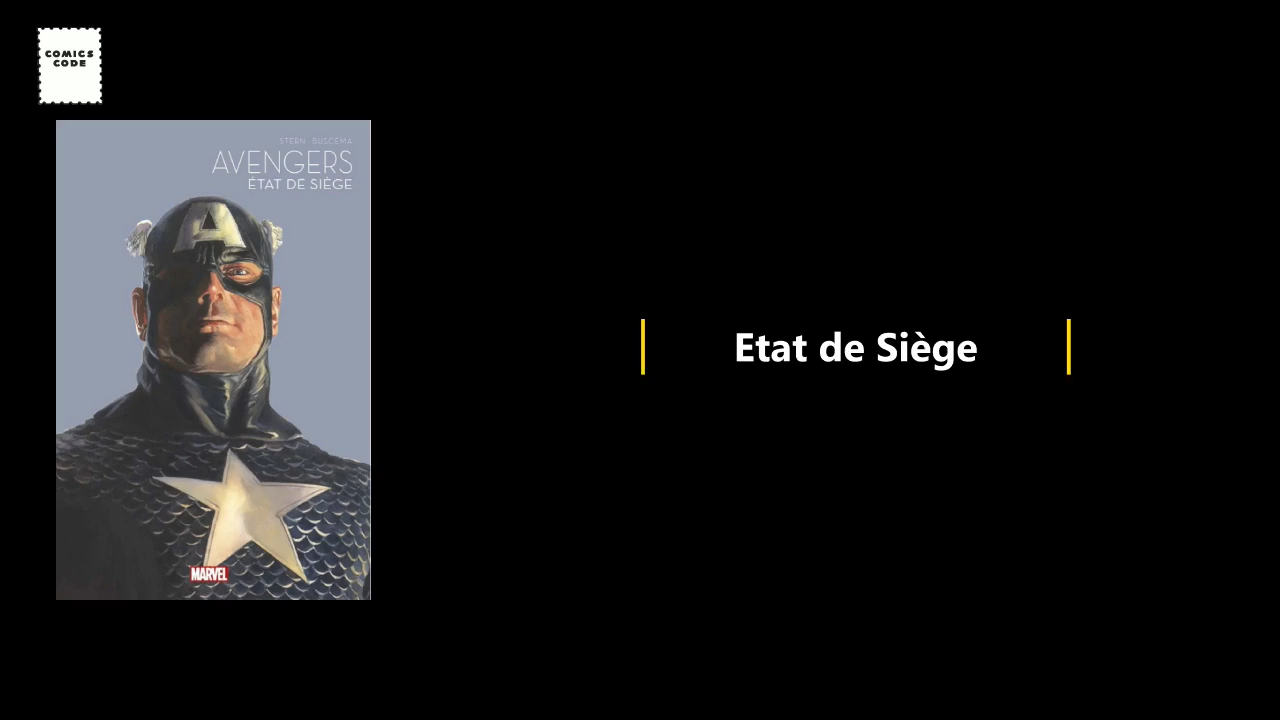 COMICS
CODE
STERN BUSCEMA
AVENGERS
ÉTAT DE SIÈGE
A
Etat de Siège
MARVEL